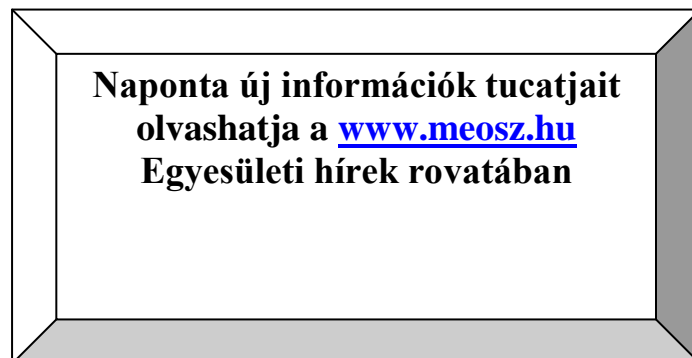 Naponta új információk tucatjait
olvashatja a www.meosz.hu
Egyesületi hírek rovatában